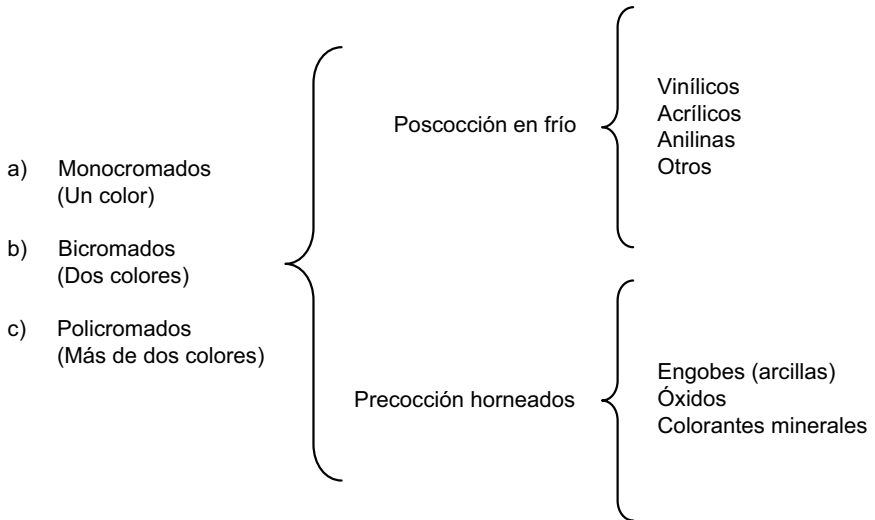 a) Monocromados
(Un color)
b) Bicromados
(Dos colores)
c) Policromados
(Más de dos colores)
Poscocción en frío
Vinílicos
Acrílicos
Anilinas
Otros
Precocción horneados
Engobes (arcillas)
Óxidos
Colorantes minerales